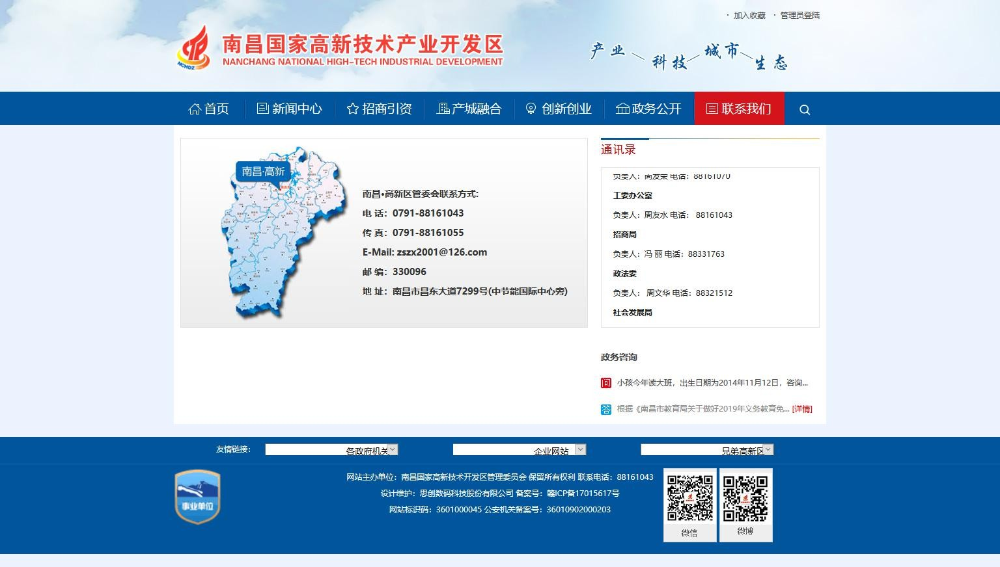 · 加入收藏 · 管理员登陆
南昌国家高新技术产业开发区
NANCHANG NATIONAL HIGH-TECH INDUSTRIAL DEVELOPMENT
NCHDZ
产业 科技 城市 生态
首页 新闻中心 招商引资 产城融合 创新创业 政务公开 联系我们
南昌·高新
南昌•高新区管委会联系方式:
电 话：0791-88161043
传 真：0791-88161055
E-Mail: zszx2001@126.com
邮 编：330096
地 址：南昌市昌东大道7299号(中节能国际中心旁)
通讯录
负责人：高友荣 电话：88161070
工委办公室
负责人：周友水 电话： 88161043
招商局
负责人：冯 丽 电话：88331763
政法委
负责人： 周文华 电话：88321512
社会发展局
政务咨询
问 小孩今年读大班，出生日期为2014年11月12日，咨询...
答 根据《南昌市教育局关于做好2019年义务教育免... [详情]
友情链接： 各政府机关 企业网站 兄弟高新区
事业单位
网站主办单位：南昌国家高新技术开发区管理委员会 保留所有权利 联系电话：88161043
设计维护：思创数码科技股份有限公司 备案号：赣ICP备17015617号
网站标识码：3601000045 公安机关备案号：36010902000203
微信 微博